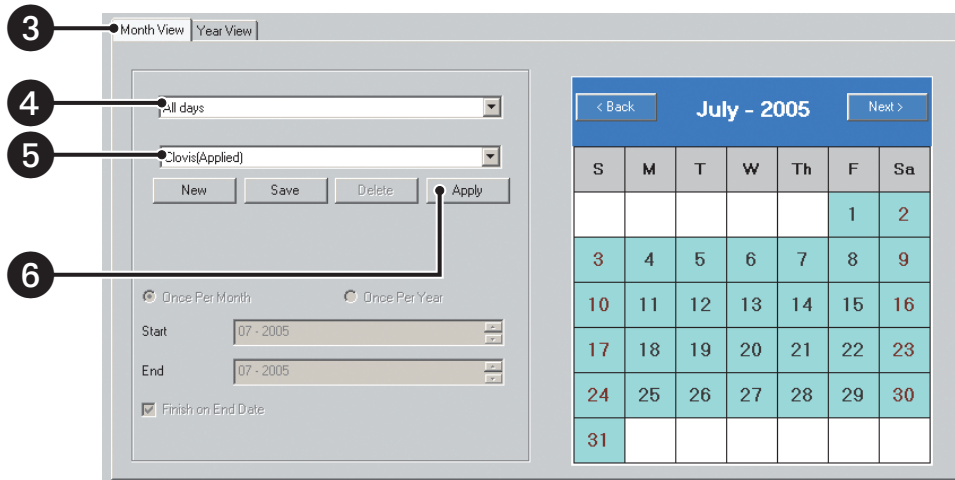 3
Month View Year View
4
All days
5
Clovis(Applied)
New Save Delete Apply
6
Once Per Month Once Per Year
Start 07 - 2005
End 07 - 2005
Finish on End Date
< Back July - 2005 Next >
S M T W Th F Sa
1 2
3 4 5 6 7 8 9
10 11 12 13 14 15 16
17 18 19 20 21 22 23
24 25 26 27 28 29 30
31